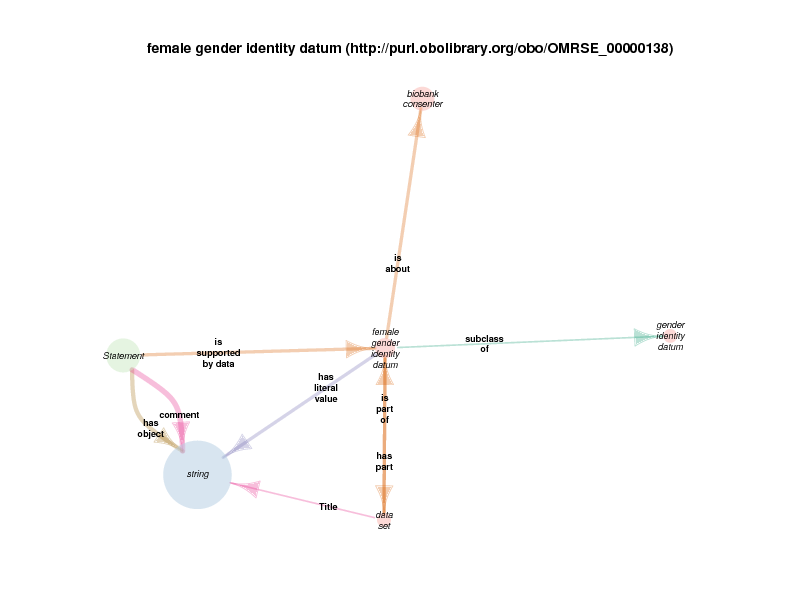 female gender identity datum (http://purl.obolibrary.org/obo/OMRSE_00000138)
biobank
consenter
is
about
female
gender
identity
datum
gender
identity
datum
subclass
of
Statement
is
supported
by data
has
literal
value
is
part
of
comment
has
object
has
part
string
Title
data
set